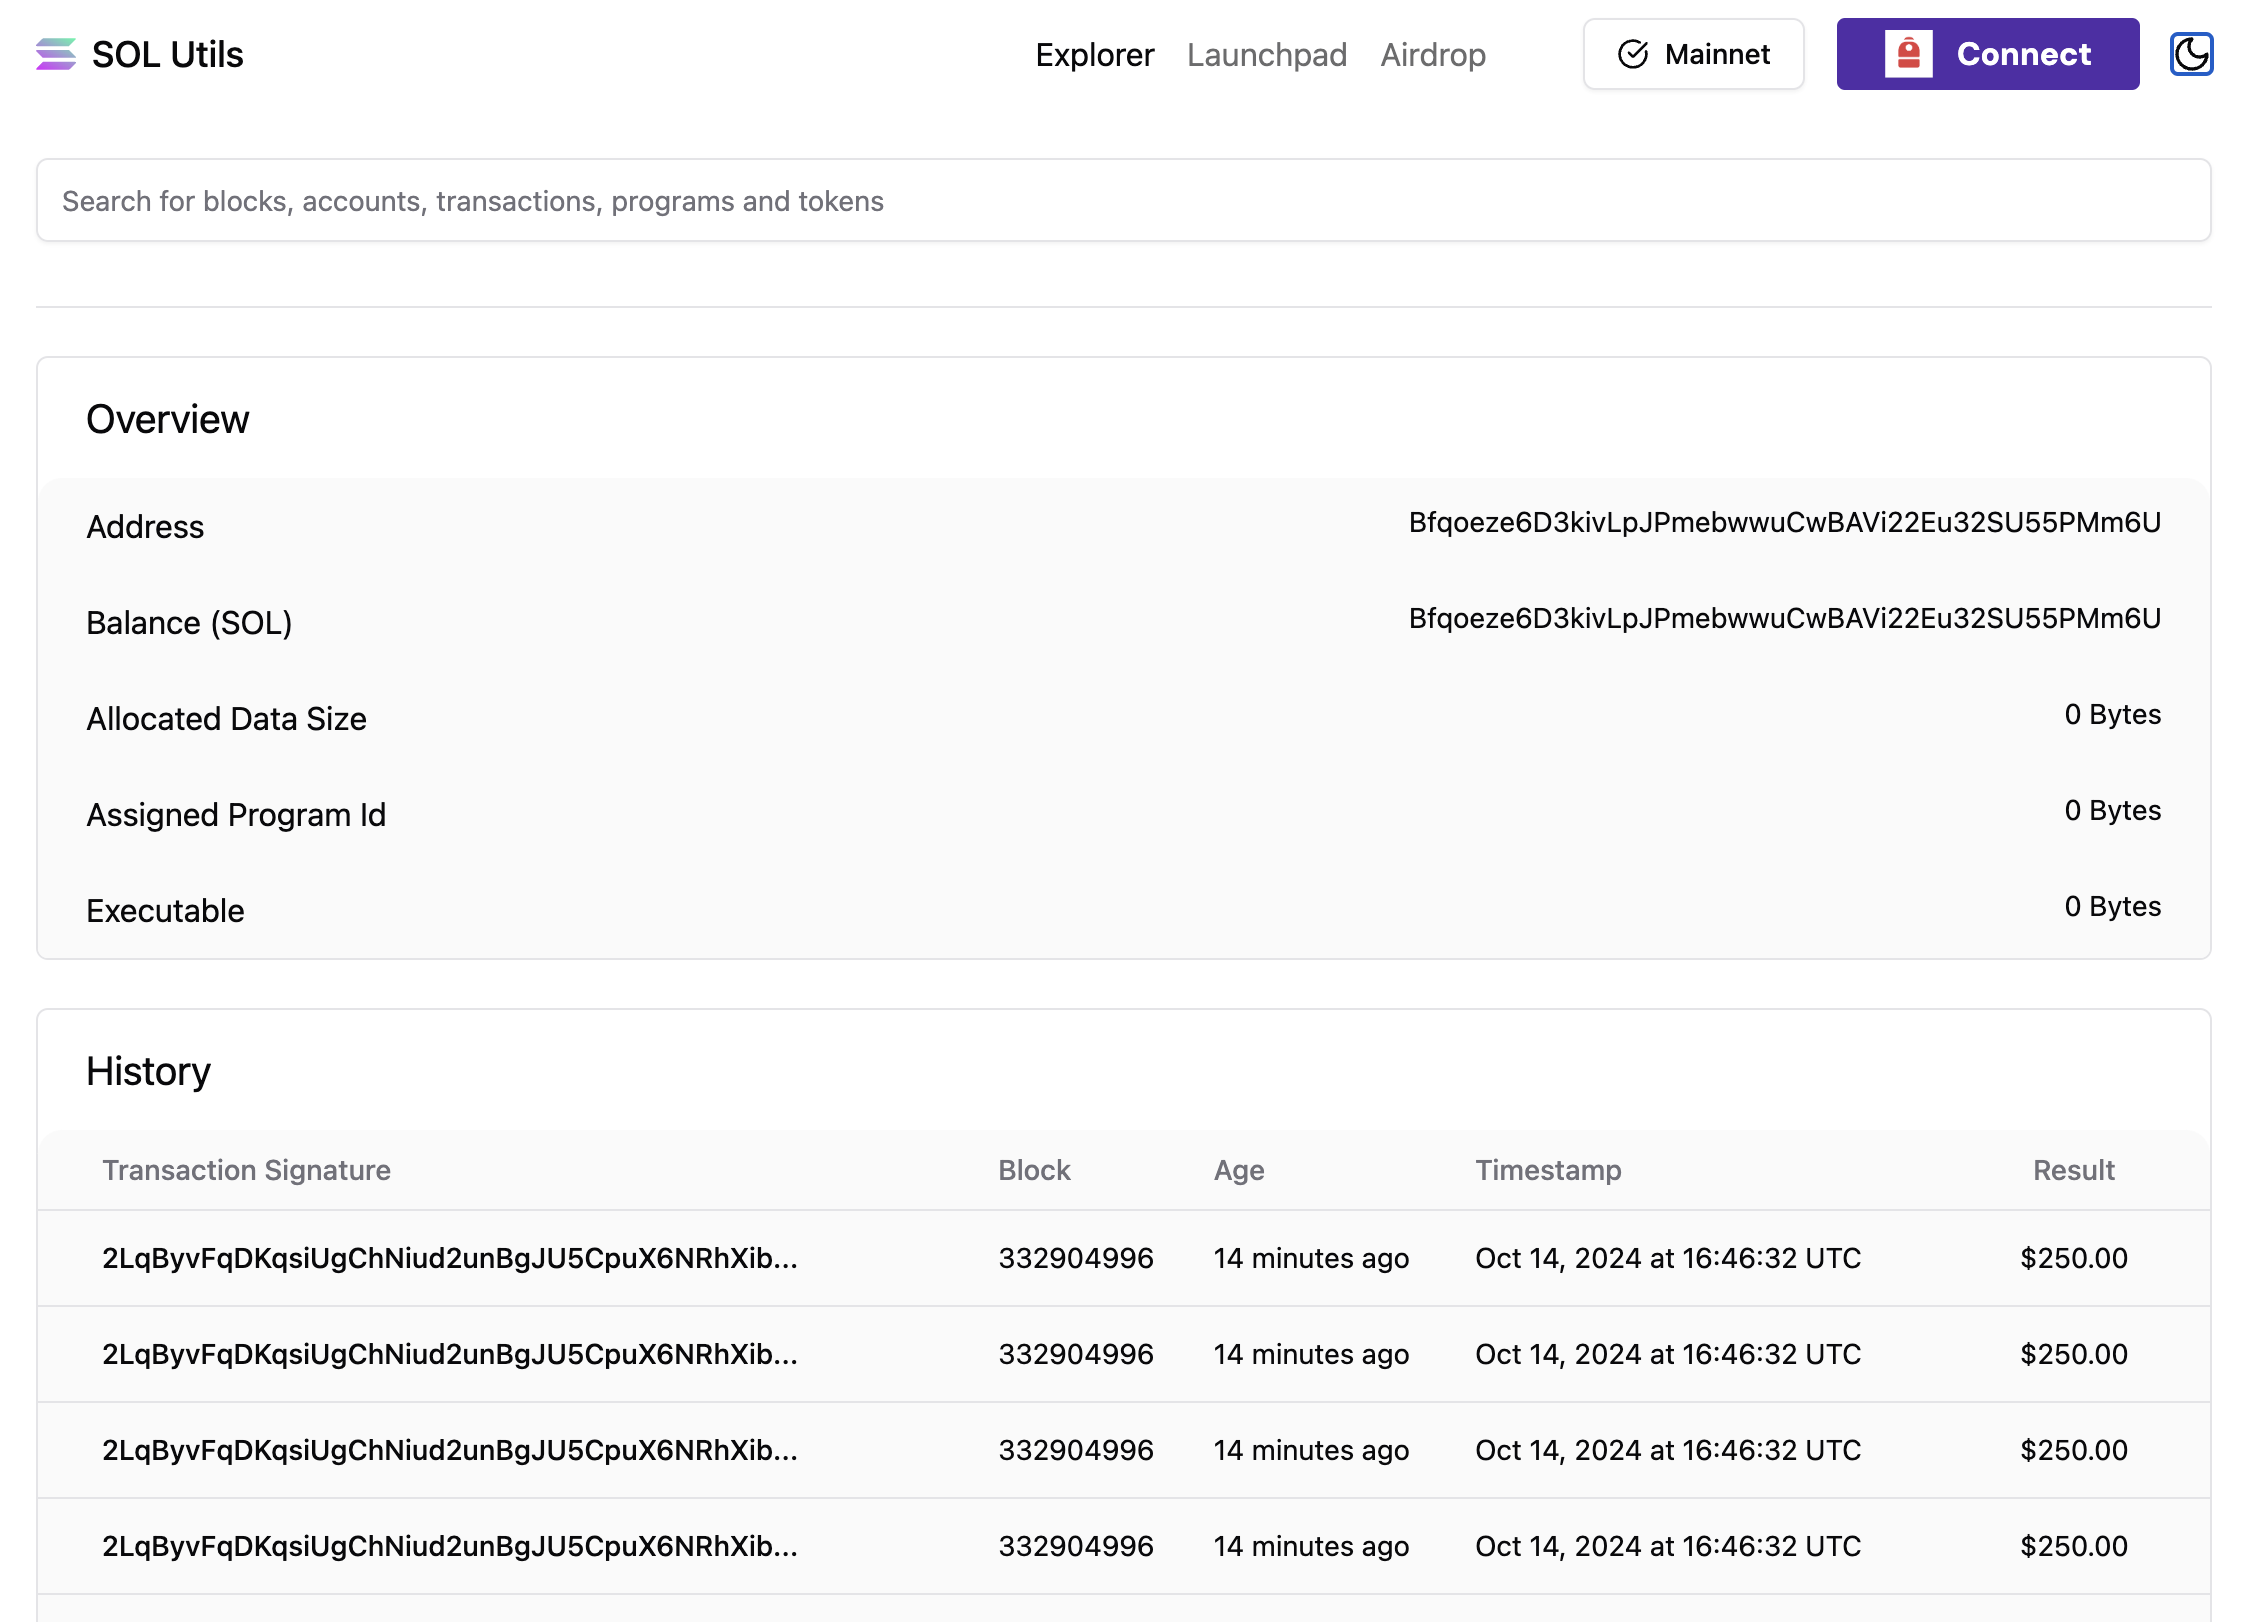 SOL Utils
Explorer Launchpad Airdrop Mainnet Connect
Search for blocks, accounts, transactions, programs and tokens
Overview
Address Bfqoeze6D3kivLpJPmebwwuCwBAVi22Eu32SU55PMm6U
Balance (SOL) Bfqoeze6D3kivLpJPmebwwuCwBAVi22Eu32SU55PMm6U
Allocated Data Size 0 Bytes
Assigned Program Id 0 Bytes
Executable 0 Bytes
History
Transaction Signature Block Age Timestamp Result
2LqByvFqDKqsiUgChNiud2unBgJU5CpuX6NRhXib... 332904996 14 minutes ago Oct 14, 2024 at 16:46:32 UTC $250.00
2LqByvFqDKqsiUgChNiud2unBgJU5CpuX6NRhXib... 332904996 14 minutes ago Oct 14, 2024 at 16:46:32 UTC $250.00
2LqByvFqDKqsiUgChNiud2unBgJU5CpuX6NRhXib... 332904996 14 minutes ago Oct 14, 2024 at 16:46:32 UTC $250.00
2LqByvFqDKqsiUgChNiud2unBgJU5CpuX6NRhXib... 332904996 14 minutes ago Oct 14, 2024 at 16:46:32 UTC $250.00